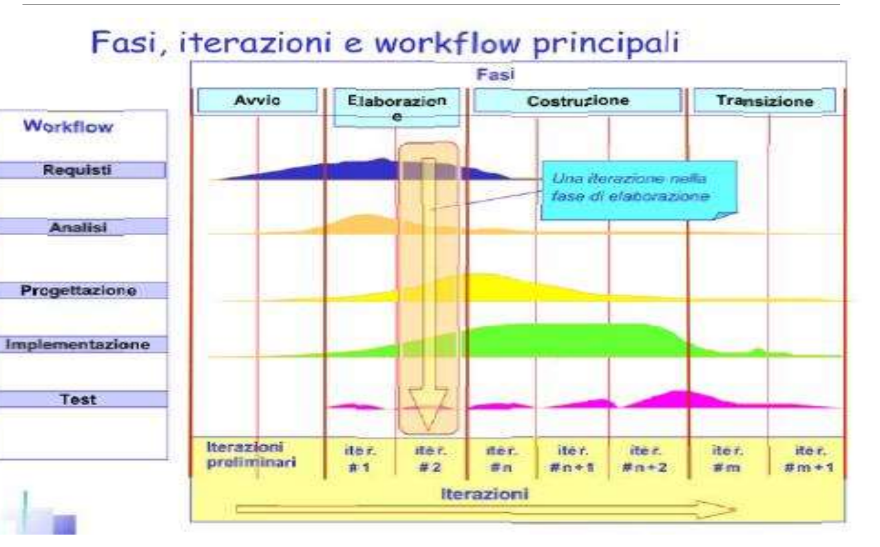 Fasi, iterazioni e workflow principali
Fasi
Avvio
Elaborazion
e
Costruzione
Transizione
Workflow
Requisti
Analisi
Progettazione
Implementazione
Test
Una iterazione nella
fase di elaborazione
Iterazioni
preliminari
iter.
#1
iter.
#2
iter.
#n
iter.
#n+1
iter.
#n+2
iter.
#m
iter.
#m+1
Iterazioni